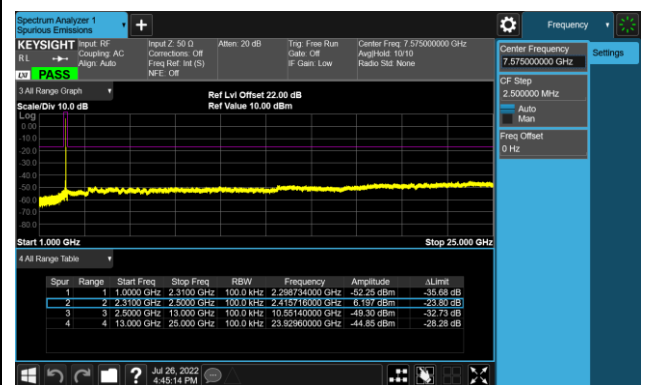 Spectrum Analyzer 1
Spurious Emissions
+
Frequency
KEYSIGHT
Input: RF
Input Z: 50 Ω
Atten: 20 dB
Trig: Free Run
Center Freq: 7.575000000 GHz
RL
Coupling: AC
Corrections: Off
Gate: Off
Avg|Hold: 10/10
Align: Auto
Freq Ref: Int (S)
IF Gain: Low
Radio Std: None
NFE: Off
LXI
PASS
Center Frequency
7.575000000 GHz
Settings
CF Step
2.500000 MHz
Auto
Man
Freq Offset
0 Hz
3 All Range Graph
Ref Lvl Offset 22.00 dB
Scale/Div 10.0 dB
Ref Value 10.00 dBm
Log
0.00
-10.0
-20.0
-30.0
-40.0
-50.0
-60.0
-70.0
-80.0
Start 1.000 GHz
Stop 25.000 GHz
4 All Range Table
Spur Range Start Freq Stop Freq RBW Frequency Amplitude ΔLimit
1 1 1.0000 GHz 2.3100 GHz 100.0 kHz 2.298734000 GHz -52.25 dBm -35.68 dB
2 2 2.3100 GHz 2.5000 GHz 100.0 kHz 2.415716000 GHz 6.197 dBm -23.80 dB
3 3 2.5000 GHz 13.000 GHz 100.0 kHz 10.55140000 GHz -49.30 dBm -32.73 dB
4 4 13.000 GHz 25.000 GHz 100.0 kHz 23.92960000 GHz -44.85 dBm -28.28 dB
?
Jul 26, 2022
4:45:14 PM